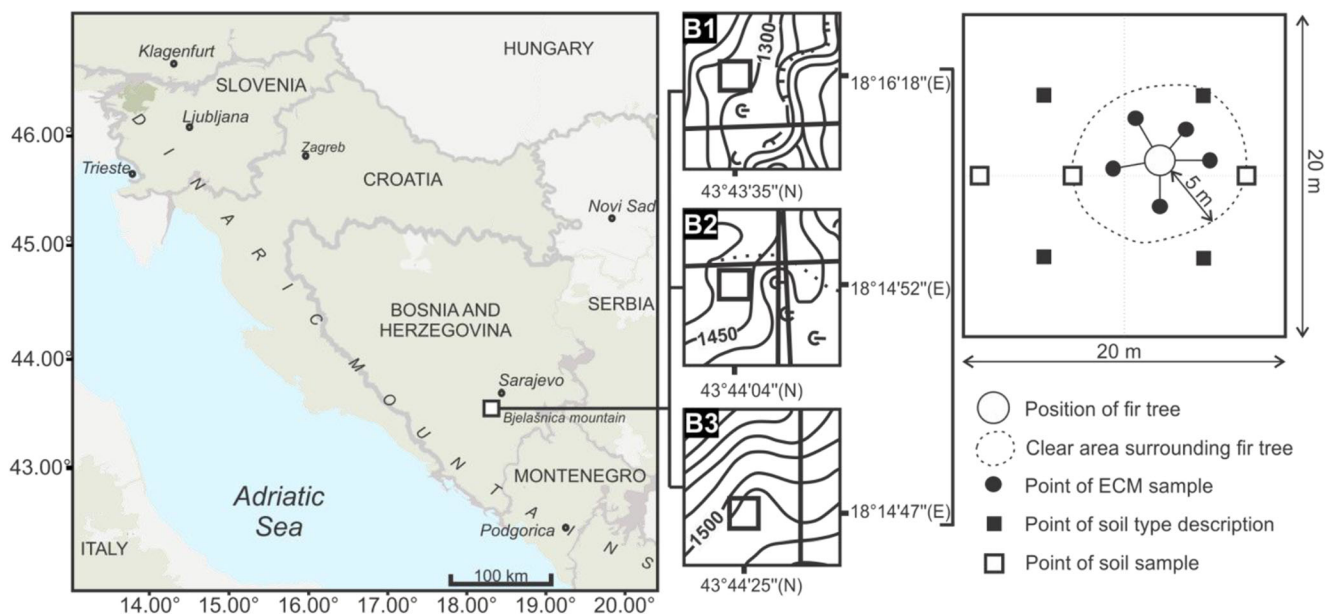 Klagenfurt
HUNGARY
SLOVENIA
Ljubljana
46.00°
Zagreb
Trieste
CROATIA
Novi Sad
45.00°
BOSNIA AND
HERZEGOVINA
SERBIA
44.00°
Sarajevo
Bjelašnica mountain
43.00°
MONTENEGRO
Adriatic
Sea
Podgorica
ITALY
DINARIC MOUNTAINS
100 km
14.00° 15.00° 16.00° 17.00° 18.00° 19.00° 20.00°
B1
1300
18°16'18"(E)
43°43'35"(N)
B2
1450
18°14'52"(E)
43°44'04"(N)
B3
1500
18°14'47"(E)
43°44'25"(N)
5 m
20 m
20 m
Position of fir tree
Clear area surrounding fir tree
Point of ECM sample
Point of soil type description
Point of soil sample